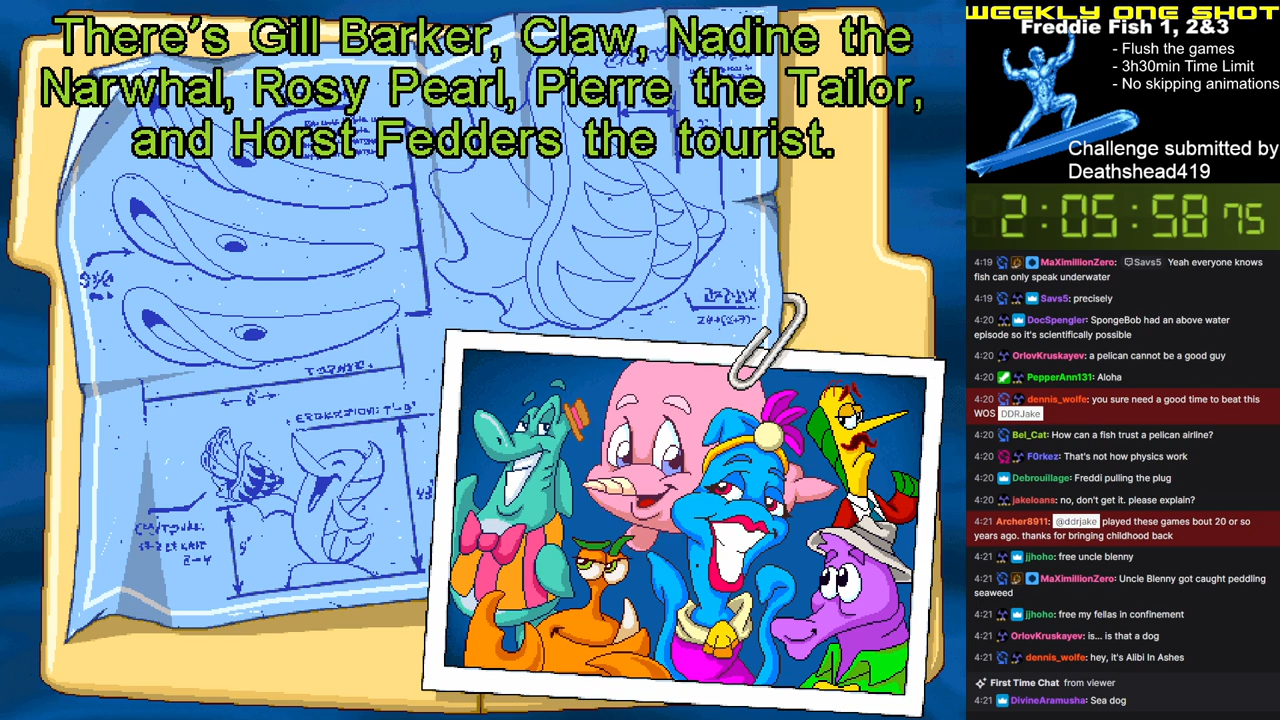 There's Gill Barker, Claw, Nadine the
Narwhal, Rosy Pearl, Pierre the Tailor,
and Horst Fedders the tourist.
WEEKLY ONE SHOT
Freddie Fish 1, 2&3
- Flush the games
- 3h30min Time Limit
- No skipping animations
Challenge submitted by
Deathshead419
2:05:58 75
4:19 MaXimillionZero: Savs5 Yeah everyone knows
fish can only speak underwater
4:19 Savs5: precisely
4:20 DocSpengler: SpongeBob had an above water
episode so it's scientifically possible
4:20 OrlovKruskayev: a pelican cannot be a good guy
4:20 PepperAnn131: Aloha
4:20 dennis_wolfe: you sure need a good time to beat this
WOS DDRJake
4:20 Bel_Cat: How can a fish trust a pelican airline?
4:20 F0rkez: That's not how physics work
4:20 Debrouillage: Freddi pulling the plug
4:20 jakeloans: no, don't get it. please explain?
4:21 Archer8911: @ddrjake played these games bout 20 or so
years ago. thanks for bringing childhood back
4:21 jjhoho: free uncle blenny
4:21 MaXimillionZero: Uncle Blenny got caught peddling
seaweed
4:21 jjhoho: free my fellas in confinement
4:21 OrlovKruskayev: is... is that a dog
4:21 dennis_wolfe: hey, it's Alibi In Ashes
First Time Chat from viewer
4:21 DivineAramusha: Sea dog